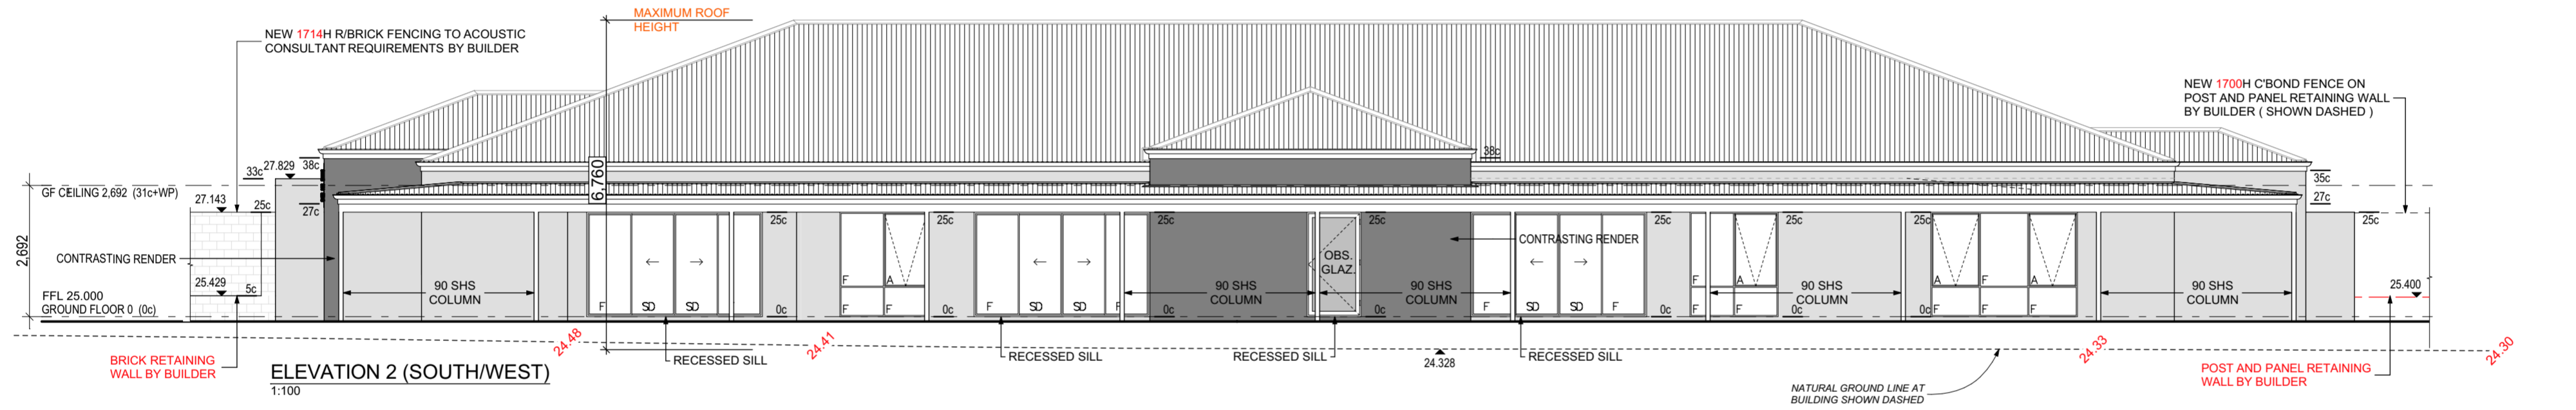 MAXIMUM ROOF
HEIGHT
NEW 1714H R/BRICK FENCING TO ACOUSTIC
CONSULTANT REQUIREMENTS BY BUILDER
NEW 1700H C'BOND FENCE ON
POST AND PANEL RETAINING WALL
BY BUILDER ( SHOWN DASHED )
38c
33c 27.829 38c
6,760
GF CEILING 2,692 (31c+WP)
35c
27.143 25c 27c
27c
25c 25c 25c 25c 25c 25c 25c 25c
2,692
CONTRASTING RENDER
CONTRASTING RENDER
OBS.
GLAZ.
25.429 5c
25.400
F A F A A F A
90 SHS
COLUMN
90 SHS
COLUMN
90 SHS
COLUMN
90 SHS
COLUMN
90 SHS
COLUMN
FFL 25.000
GROUND FLOOR 0 (0c)
F SD SD 0c F F 0c F SD SD F 0c 0c F SD SD F 0c F F 0c 0c F F F
24.48
24.41
24.328
24.33
24.30
RECESSED SILL
RECESSED SILL
RECESSED SILL
RECESSED SILL
BRICK RETAINING
WALL BY BUILDER
POST AND PANEL RETAINING
WALL BY BUILDER
ELEVATION 2 (SOUTH/WEST)
1:100
NATURAL GROUND LINE AT
BUILDING SHOWN DASHED